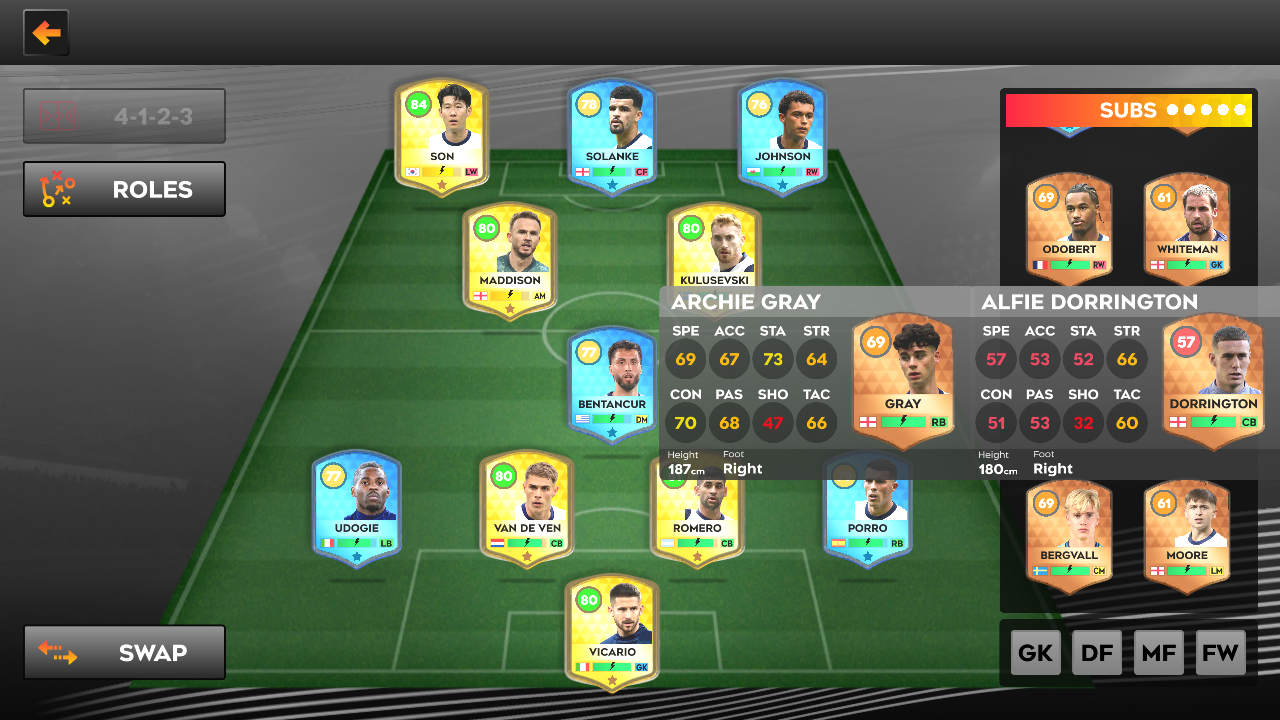 4-1-2-3
ROLES
SWAP
84
SON
LW
78
SOLANKE
CF
76
JOHNSON
RW
80
MADDISON
AM
80
KULUSEVSKI
77
BENTANCUR
DM
77
UDOGIE
LB
80
VAN DE VEN
CB
ROMERO
CB
PORRO
RB
80
VICARIO
GK
SUBS
69
ODOBERT
RW
61
WHITEMAN
GK
ARCHIE GRAY
SPE ACC STA STR
69 67 73 64
CON PAS SHO TAC
70 68 47 66
Height Foot
187cm Right
69
GRAY
RB
ALFIE DORRINGTON
SPE ACC STA STR
57 53 52 66
CON PAS SHO TAC
51 53 32 60
Height Foot
180cm Right
57
DORRINGTON
CB
69
BERGVALL
CM
61
MOORE
LM
GK DF MF FW